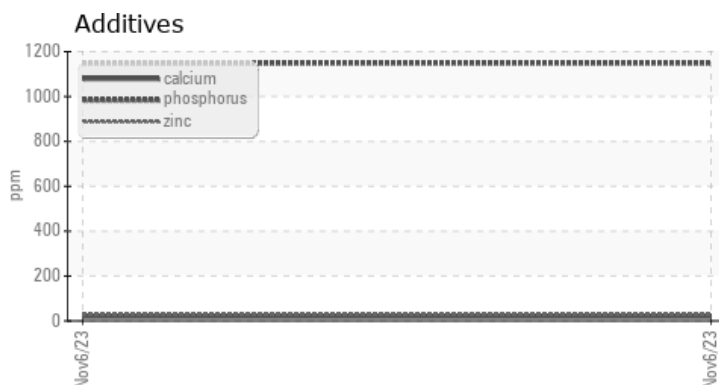 Additives
1200
1000
800
600
400
200
0
ppm
calcium
phosphorus
zinc
Nov6/23
Nov6/23